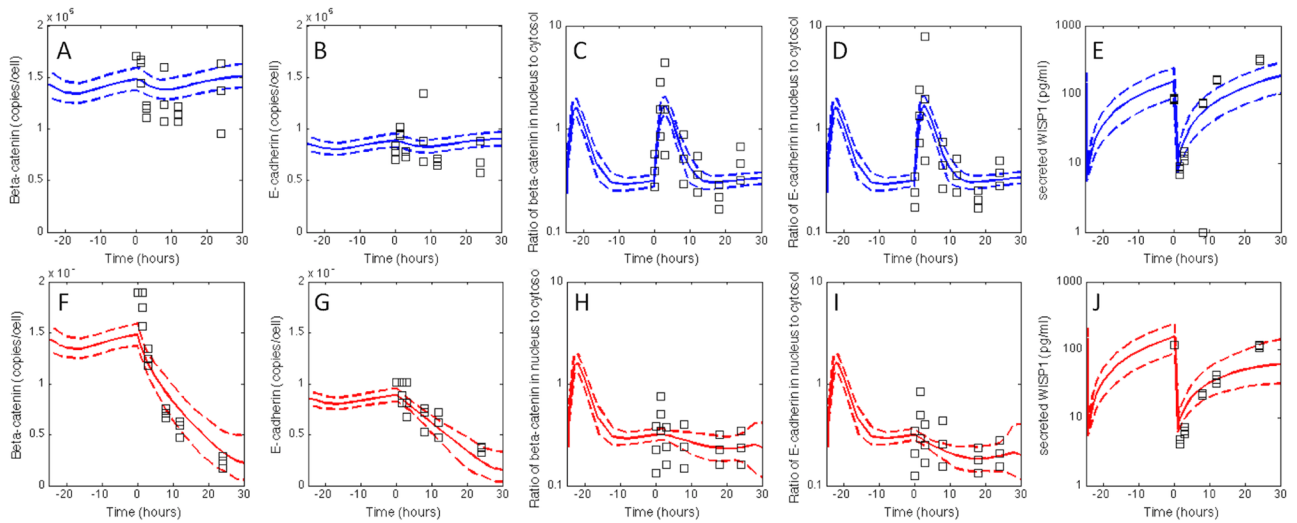 A
× 10
2
1.5
1
0.5
0
Beta-catenin (copies/cell)
-20 -10 0 10 20 30
Time (hours)
B
× 10
2
1.5
1
0.5
0
E-cadherin (copies/cell)
-20 -10 0 10 20 30
Time (hours)
C
10
1
0.1
Ratio of beta-catenin in nucleus to cytosol
-20 -10 0 10 20 30
Time (hours)
D
10
1
0.1
Ratio of E-cadherin in nucleus to cytosol
-20 -10 0 10 20 30
Time (hours)
E
1000
100
10
1
secreted WISP1 (pg/ml)
-20 -10 0 10 20 30
Time (hours)
F
× 10
2
1.5
1
0.5
0
Beta-catenin (copies/cell)
-20 -10 0 10 20 30
Time (hours)
G
× 10
2
1.5
1
0.5
0
E-cadherin (copies/cell)
-20 -10 0 10 20 30
Time (hours)
H
10
1
0.1
Ratio of beta-catenin in nucleus to cytoso
-20 -10 0 10 20 30
Time (hours)
I
10
1
0.1
Ratio of E-cadherin in nucleus to cytosol
-20 -10 0 10 20 30
Time (hours)
J
1000
100
10
1
secreted WISP1 (pg/ml)
-20 -10 0 10 20 30
Time (hours)